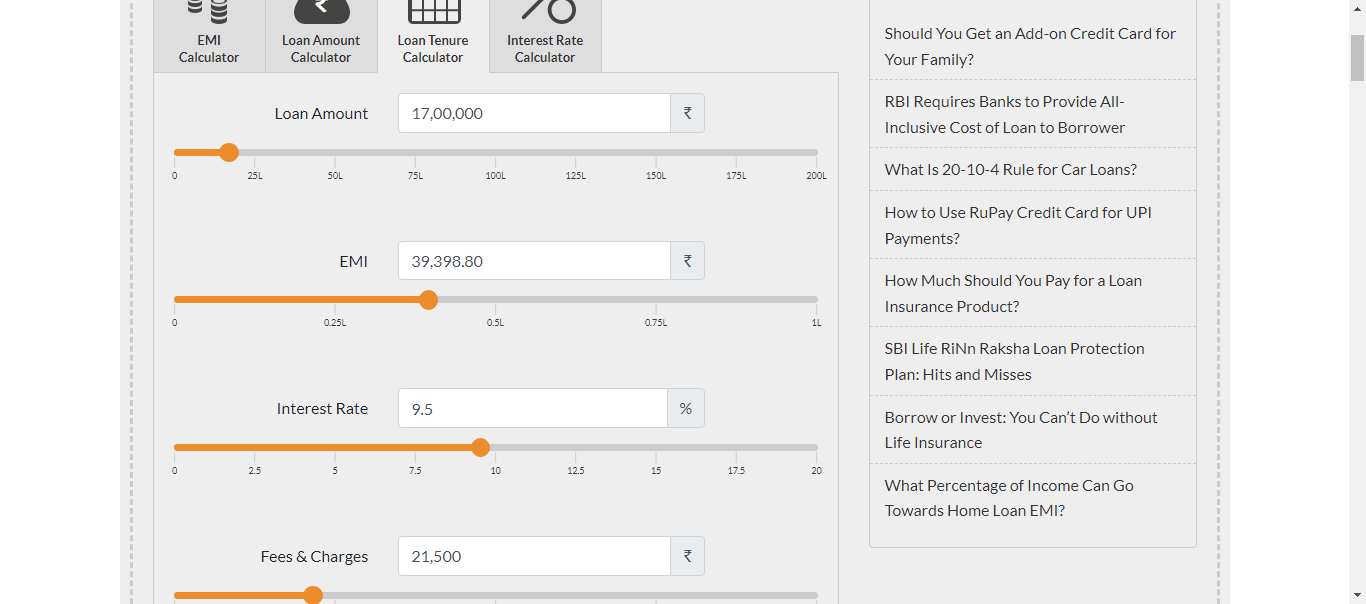 EMI
Calculator
Loan Amount
Calculator
Loan Tenure
Calculator
Interest Rate
Calculator
Loan Amount
17,00,000
₹
0
25L
50L
75L
100L
125L
150L
175L
200L
EMI
39,398.80
₹
0
0.25L
0.5L
0.75L
1L
Interest Rate
9.5
%
0
2.5
5
7.5
10
12.5
15
17.5
20
Fees & Charges
21,500
₹
Should You Get an Add-on Credit Card for
Your Family?
RBI Requires Banks to Provide All-
Inclusive Cost of Loan to Borrower
What Is 20-10-4 Rule for Car Loans?
How to Use RuPay Credit Card for UPI
Payments?
How Much Should You Pay for a Loan
Insurance Product?
SBI Life RiNn Raksha Loan Protection
Plan: Hits and Misses
Borrow or Invest: You Can’t Do without
Life Insurance
What Percentage of Income Can Go
Towards Home Loan EMI?